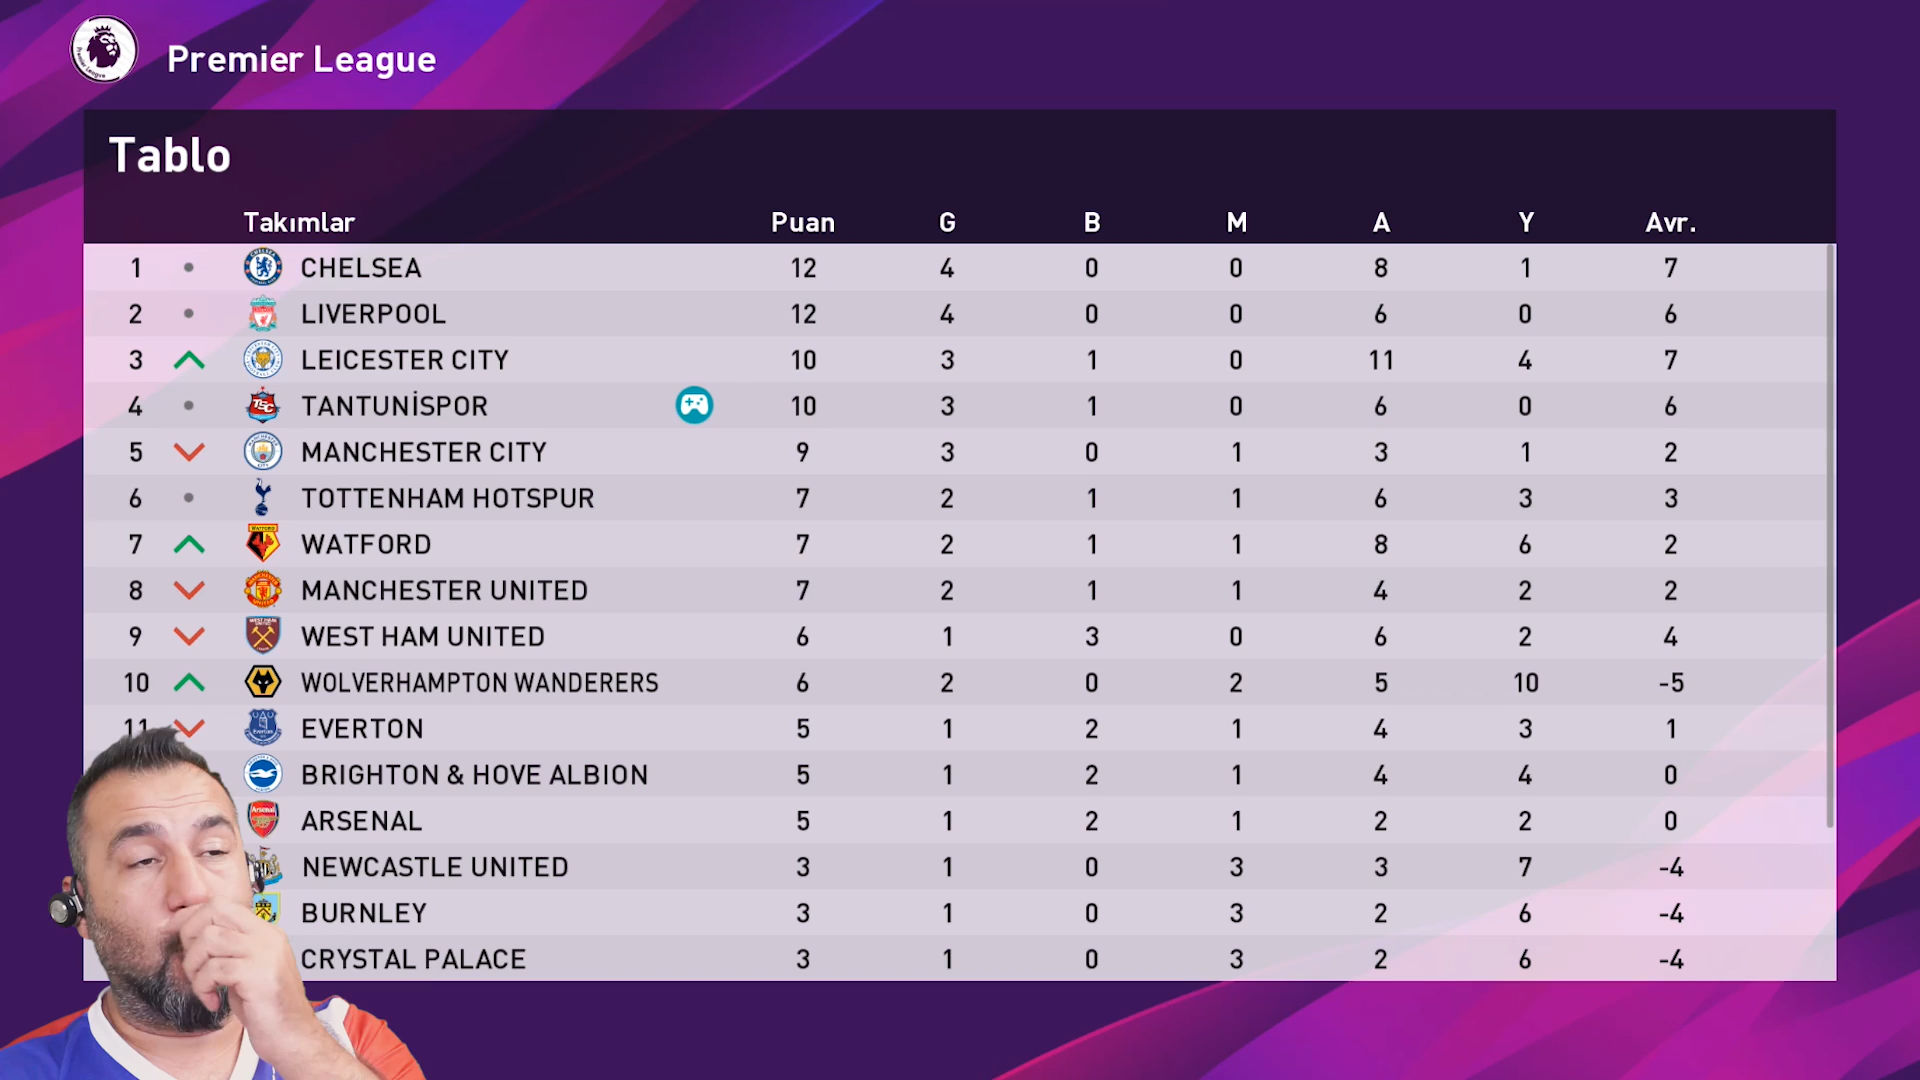 Premier League
Tablo
Takımlar Puan G B M A Y Avr.
1 CHELSEA 12 4 0 0 8 1 7
2 LIVERPOOL 12 4 0 0 6 0 6
3 LEICESTER CITY 10 3 1 0 11 4 7
4 TANTUNİSPOR 10 3 1 0 6 0 6
5 MANCHESTER CITY 9 3 0 1 3 1 2
6 TOTTENHAM HOTSPUR 7 2 1 1 6 3 3
7 WATFORD 7 2 1 1 8 6 2
8 MANCHESTER UNITED 7 2 1 1 4 2 2
9 WEST HAM UNITED 6 1 3 0 6 2 4
10 WOLVERHAMPTON WANDERERS 6 2 0 2 5 10 -5
11 EVERTON 5 1 2 1 4 3 1
BRIGHTON & HOVE ALBION 5 1 2 1 4 4 0
ARSENAL 5 1 2 1 2 2 0
NEWCASTLE UNITED 3 1 0 3 3 7 -4
BURNLEY 3 1 0 3 2 6 -4
CRYSTAL PALACE 3 1 0 3 2 6 -4